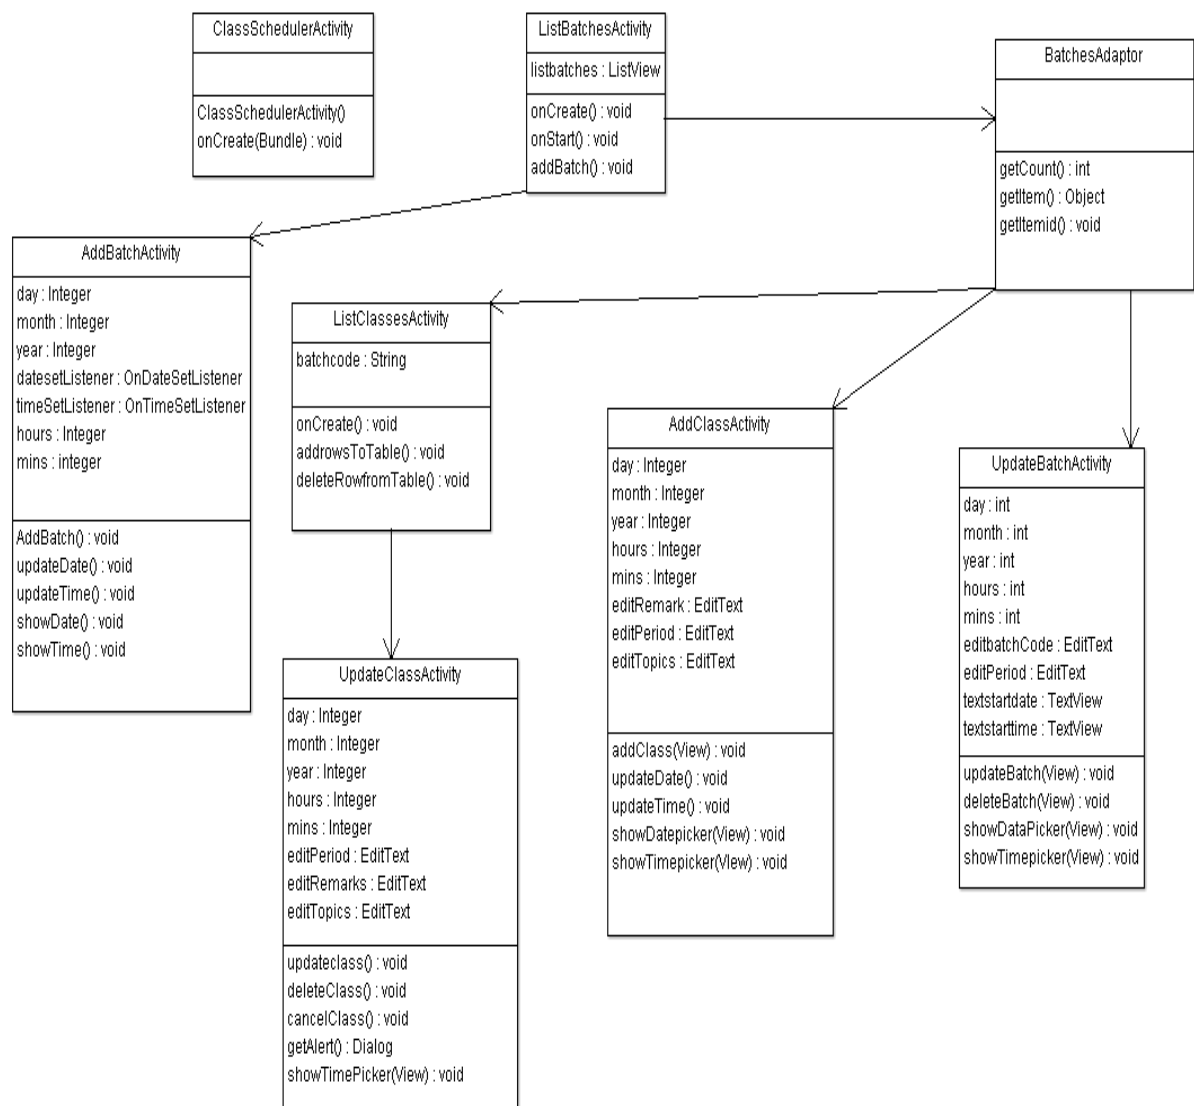 ClassSchedulerActivity
ClassSchedulerActivity()
onCreate(Bundle) : void
ListBatchesActivity
listbatches : ListView
onCreate() : void
onStart() : void
addBatch() : void
BatchesAdaptor
getCount() : int
getItem() : Object
getItemid() : void
AddBatchActivity
day : Integer
month : Integer
year : Integer
datesetListener : OnDateSetListener
timeSetListener : OnTimeSetListener
hours : Integer
mins : integer
AddBatch() : void
updateDate() : void
updateTime() : void
showDate() : void
showTime() : void
ListClassesActivity
batchcode : String
onCreate() : void
addrowsToTable() : void
deleteRowfromTable() : void
AddClassActivity
day : Integer
month : Integer
year : Integer
hours : Integer
mins : Integer
editRemark : EditText
editPeriod : EditText
editTopics : EditText
addClass(View) : void
updateDate() : void
updateTime() : void
showDatepicker(View) : void
showTimepicker(VIew) : void
UpdateBatchActivity
day : int
month : int
year : int
hours : int
mins : int
editbatchCode : EditText
editPeriod : EditText
textstartdate : TextView
textstarttime : TextView
updateBatch(View) : void
deleteBatch(View) : void
showDataPicker(View) : void
showTimepicker(View) : void
UpdateClassActivity
day : Integer
month : Integer
year : Integer
hours : Integer
mins : Integer
editPeriod : EditText
editRemarks : EditText
editTopics : EditText
updateclass() : void
deleteClass() : void
cancelClass() : void
getAlert() : Dialog
showTimePicker(View) : void